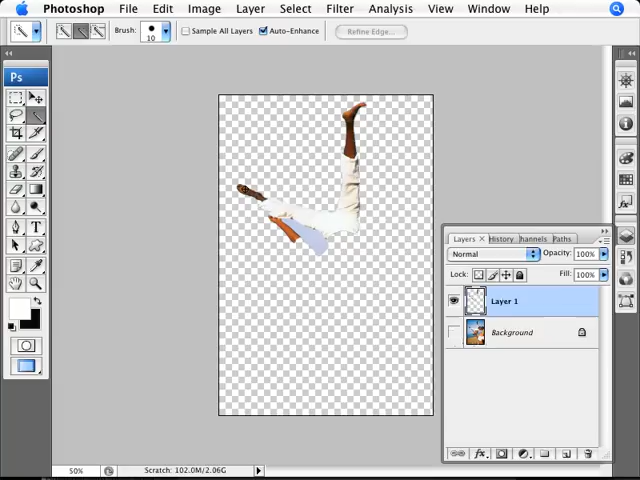 Photoshop File Edit Image Layer Select Filter Analysis View Window Help
Brush: 10 Sample All Layers Auto-Enhance Refine Edge...
Ps
Layers × History hannels Paths
Normal Opacity: 100%
Lock: Fill: 100%
Layer 1
Background
fx
50% Scratch: 102.0M/2.06G